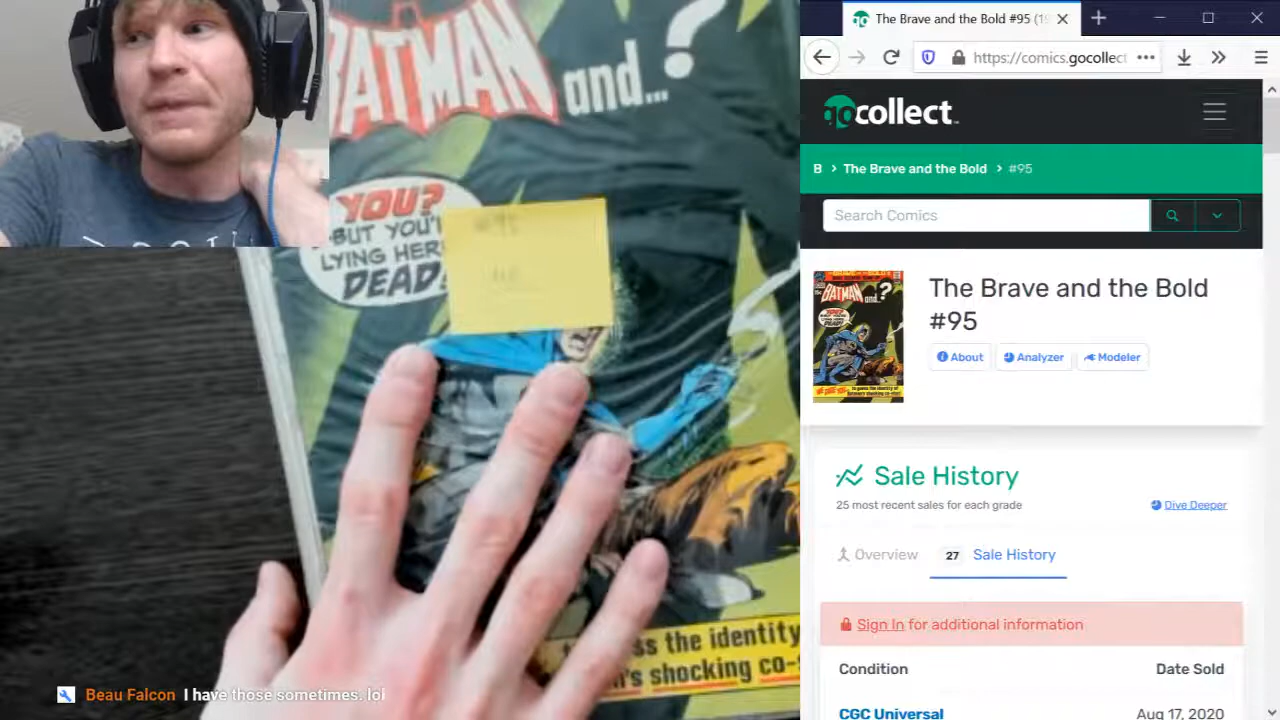 BATMAN and...?
YOU?
BUT YOU'
LYING HER
DEAD!
ss the identity
's shocking co-
Beau Falcon I have those sometimes. lol
The Brave and the Bold #95 (1
https://comics.gocollect
gocollect
B > The Brave and the Bold > #95
Search Comics
BATMAN and...?
The Brave and the Bold
#95
About Analyzer Modeler
Sale History
25 most recent sales for each grade Dive Deeper
Overview 27 Sale History
Sign In for additional information
Condition Date Sold
CGC Universal Aug 17, 2020